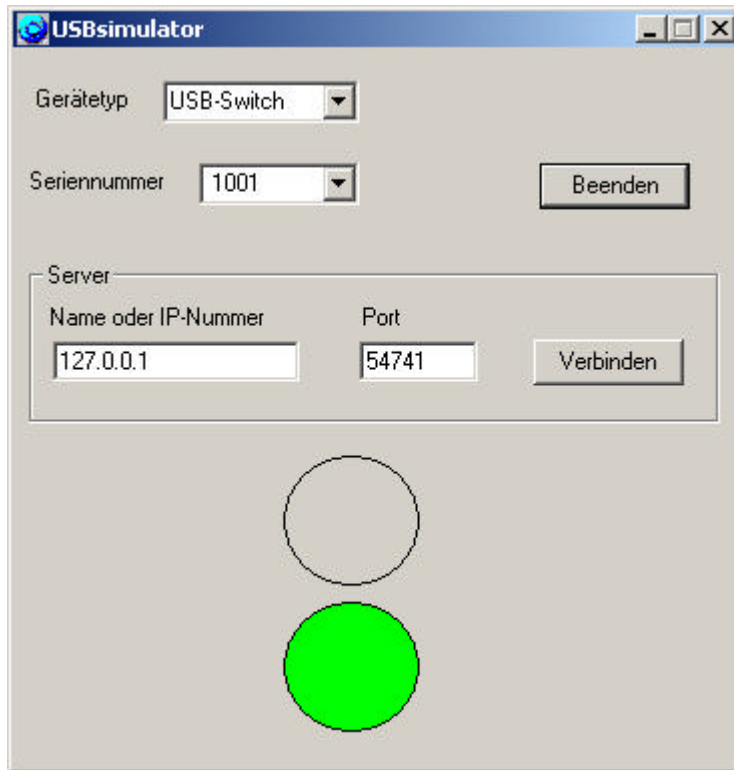 USBsimulator
Gerätetyp USB-Switch
Seriennummer 1001
Beenden
Server
Name oder IP-Nummer Port
127.0.0.1 54741 Verbinden